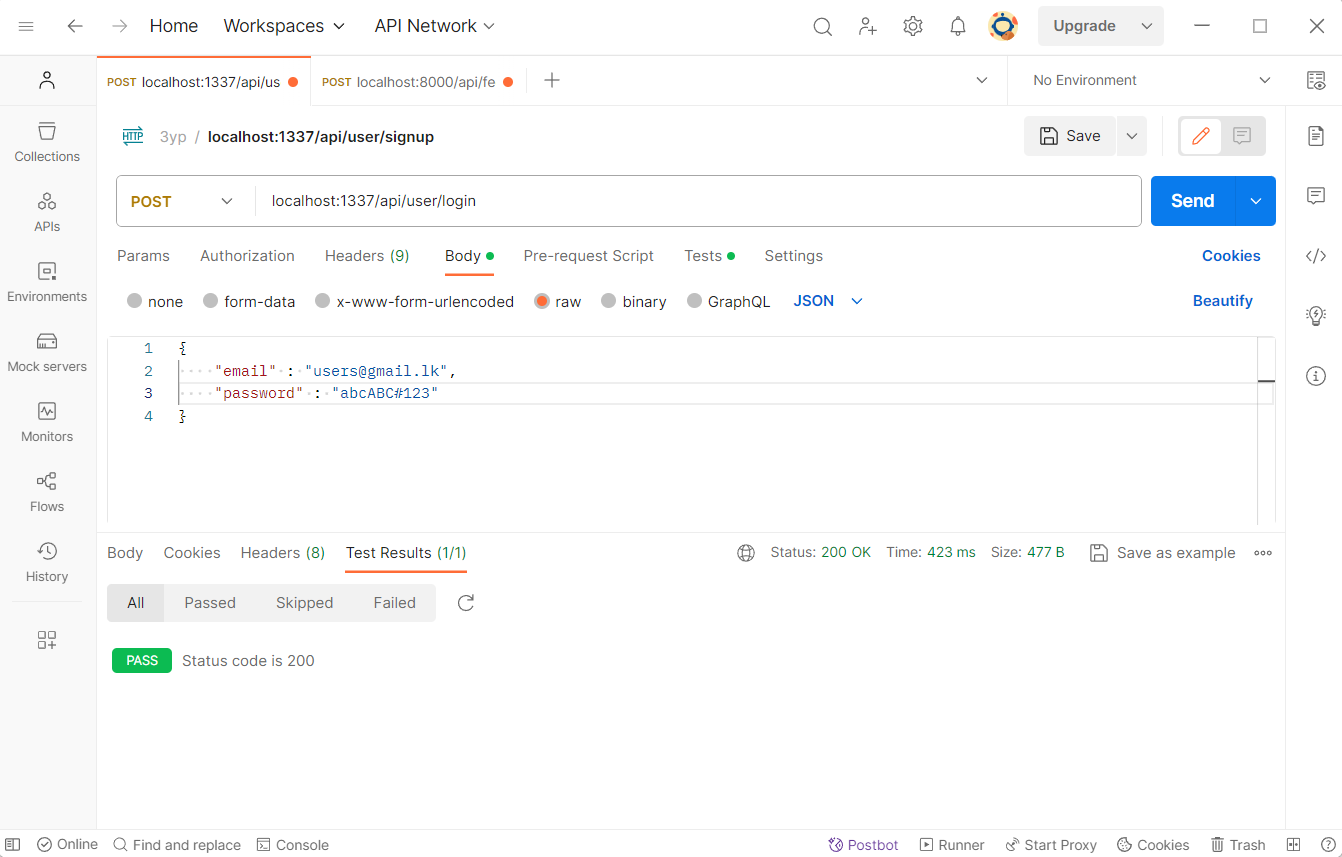 Home Workspaces API Network Upgrade
POST localhost:1337/api/us POST localhost:8000/api/fe No Environment
HTTP 3yp / localhost:1337/api/user/signup Save
POST localhost:1337/api/user/login Send
Params Authorization Headers (9) Body Pre-request Script Tests Settings Cookies
none form-data x-www-form-urlencoded raw binary GraphQL JSON Beautify
1 {
2 "email" : "users@gmail.lk",
3 "password" : "abcABC#123"
4 }
Collections
APIs
Environments
Mock servers
Monitors
Flows
History
Body Cookies Headers (8) Test Results (1/1) Status: 200 OK Time: 423 ms Size: 477 B Save as example
All Passed Skipped Failed
PASS Status code is 200
Online Find and replace Console Postbot Runner Start Proxy Cookies Trash